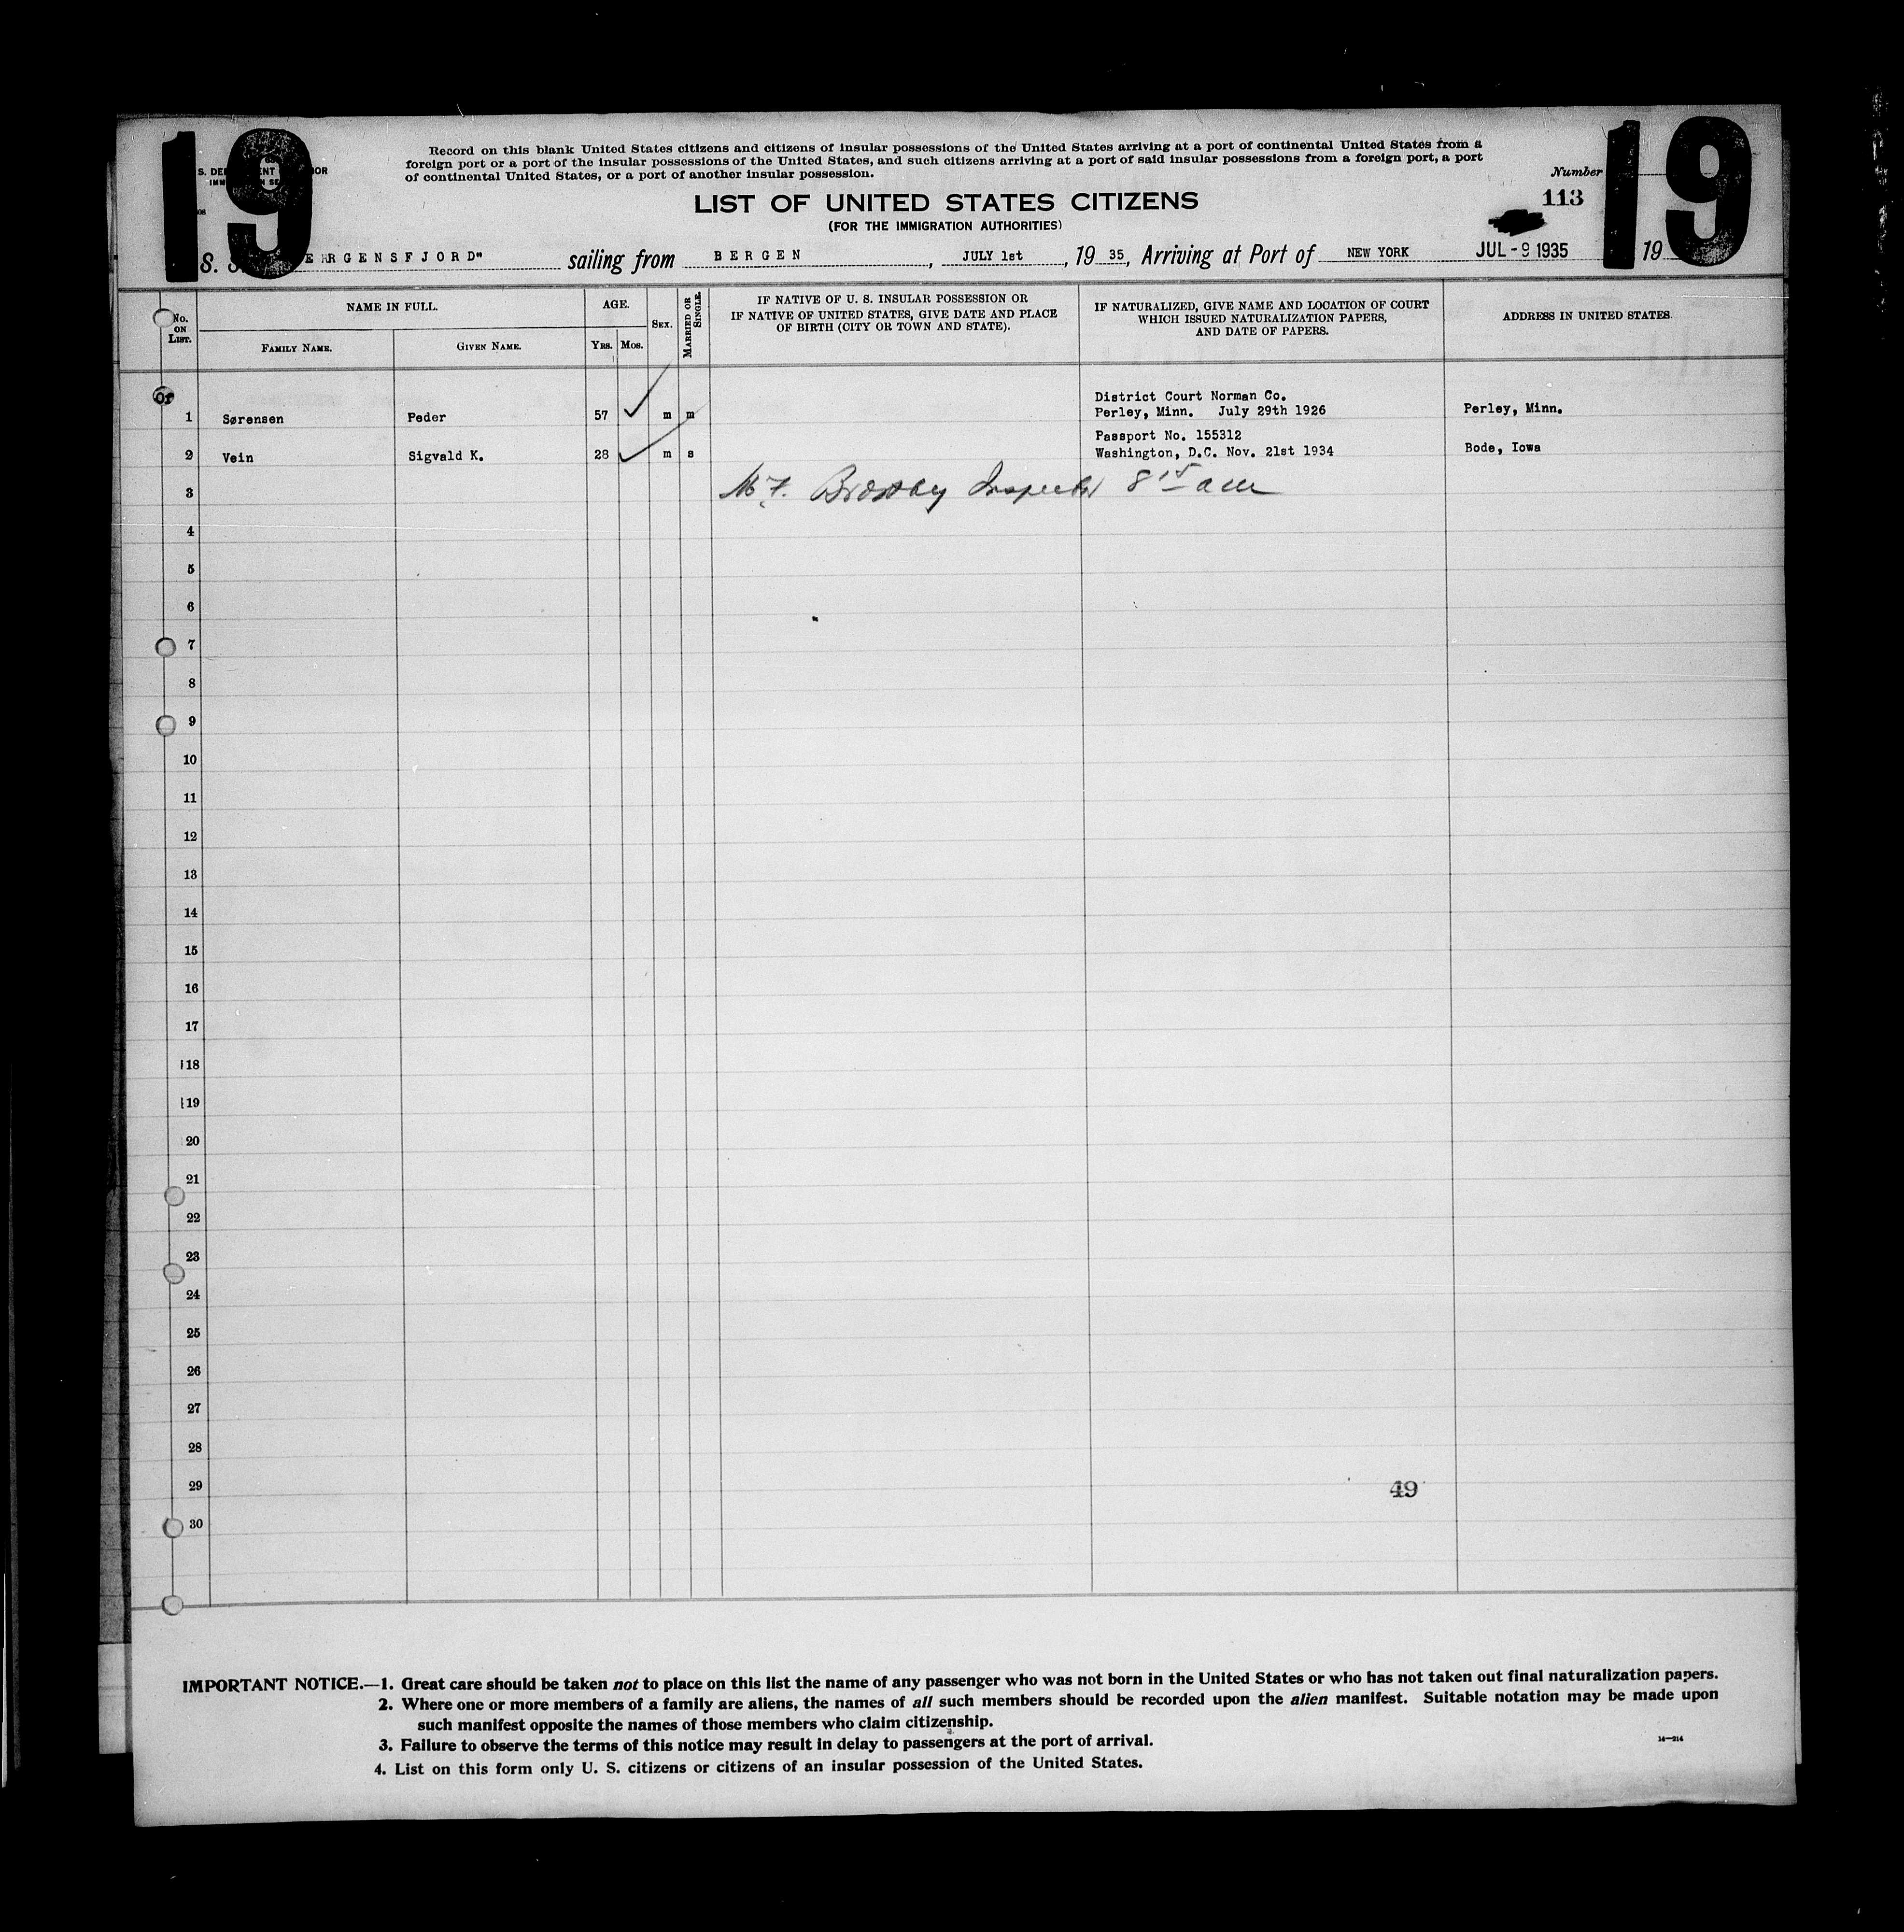 19
19
Record on this blank United States citizens and citizens of insular possessions of the United States arriving at a port of continental United States from a
foreign port or a port of the insular possessions of the United States, and such citizens arriving at a port of said insular possessions from a foreign port, a port
of continental United States, or a port of another insular possession.
Number
113
LIST OF UNITED STATES CITIZENS
(FOR THE IMMIGRATION AUTHORITIES)
S. S. ERGENSFJORD" sailing from BERGEN, JULY 1st, 19 35, Arriving at Port of NEW YORK JUL - 9 1935 19
No. ON LIST.
NAME IN FULL.
FAMILY NAME.
GIVEN NAME.
AGE.
YRS. MOS.
SEX.
MARRIED OR SINGLE.
IF NATIVE OF U. S. INSULAR POSSESSION OR
IF NATIVE OF UNITED STATES, GIVE DATE AND PLACE
OF BIRTH (CITY OR TOWN AND STATE).
IF NATURALIZED, GIVE NAME AND LOCATION OF COURT
WHICH ISSUED NATURALIZATION PAPERS,
AND DATE OF PAPERS.
ADDRESS IN UNITED STATES.
District Court Norman Co.
1 Sørensen Peder 57 m m Perley, Minn. July 29th 1926 Perley, Minn.
Passport No. 155312
2 Vein Sigvald K. 28 m s Washington, D.C. Nov. 21st 1934 Bode, Iowa
3 Inspector 8 15 am
4
5
6
7
8
9
10
11
12
13
14
15
16
17
18
19
20
21
22
23
24
25
26
27
28
29 49
30
IMPORTANT NOTICE.—1. Great care should be taken not to place on this list the name of any passenger who was not born in the United States or who has not taken out final naturalization papers.
2. Where one or more members of a family are aliens, the names of all such members should be recorded upon the alien manifest. Suitable notation may be made upon
such manifest opposite the names of those members who claim citizenship.
3. Failure to observe the terms of this notice may result in delay to passengers at the port of arrival.
14—214
4. List on this form only U. S. citizens or citizens of an insular possession of the United States.